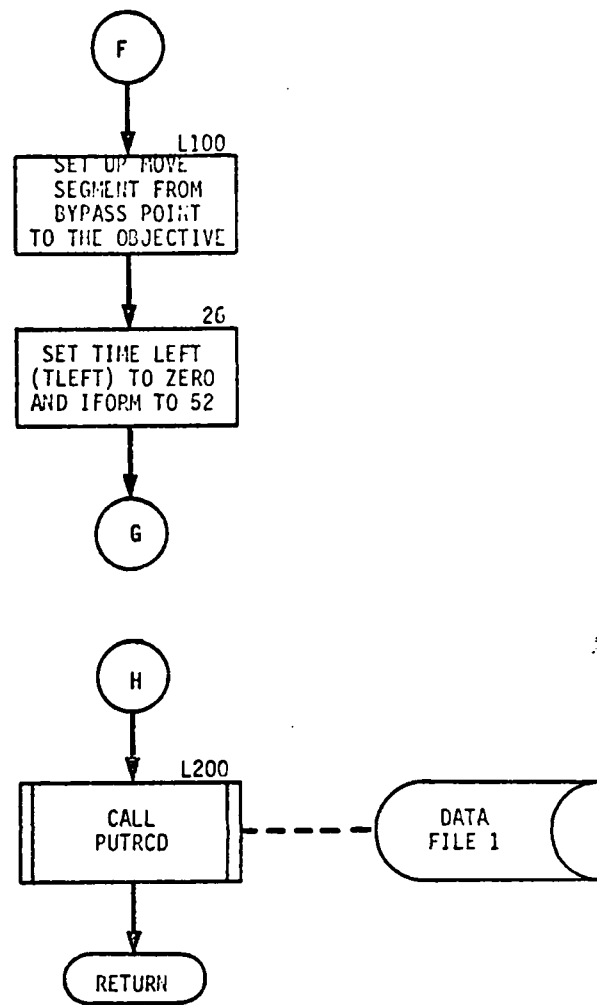 F
L100
SET UP MOVE
SEGMENT FROM
BYPASS POINT
TO THE OBJECTIVE
26
SET TIME LEFT
(TLEFT) TO ZERO
AND IFORM TO 52
G
H
L200
CALL
PUTRCD
DATA
FILE 1
RETURN